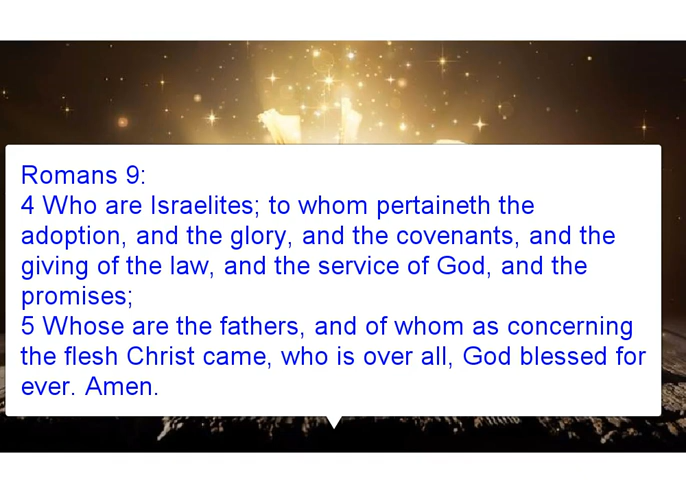 Romans 9:
4 Who are Israelites; to whom pertaineth the
adoption, and the glory, and the covenants, and the
giving of the law, and the service of God, and the
promises;
5 Whose are the fathers, and of whom as concerning
the flesh Christ came, who is over all, God blessed for
ever. Amen.